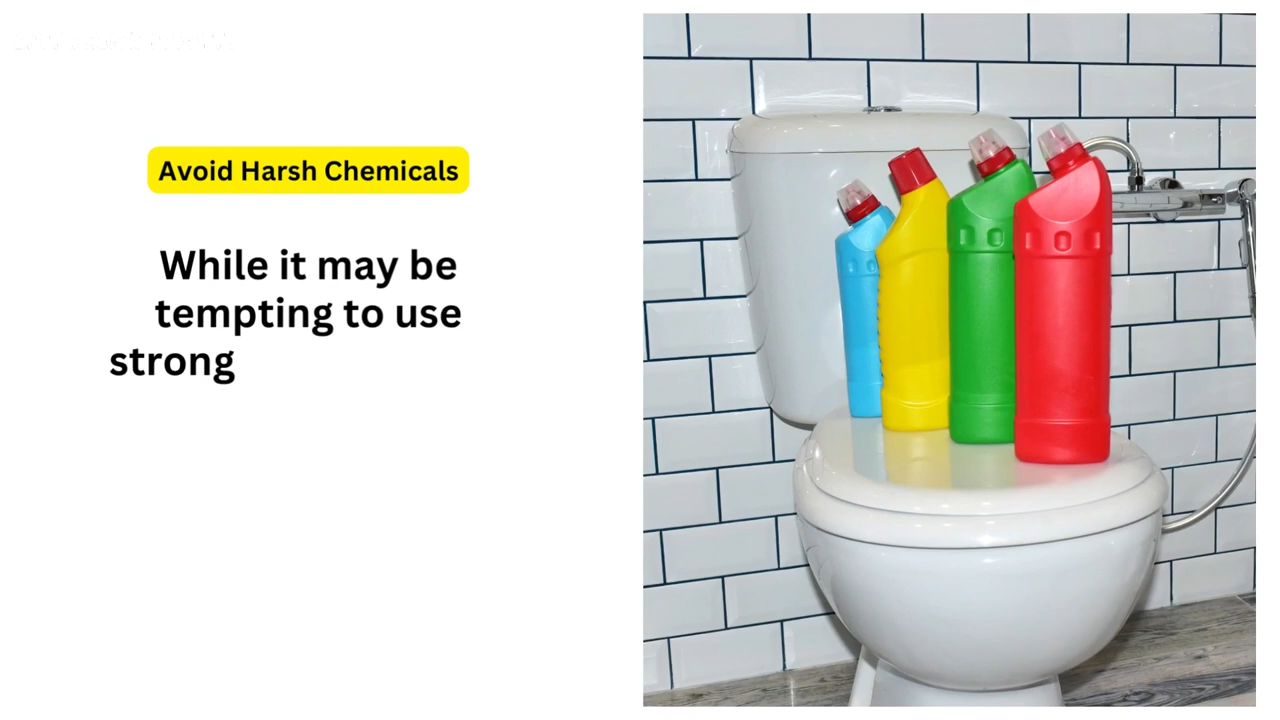 Avoid Harsh Chemicals
While it may be
tempting to use
strong